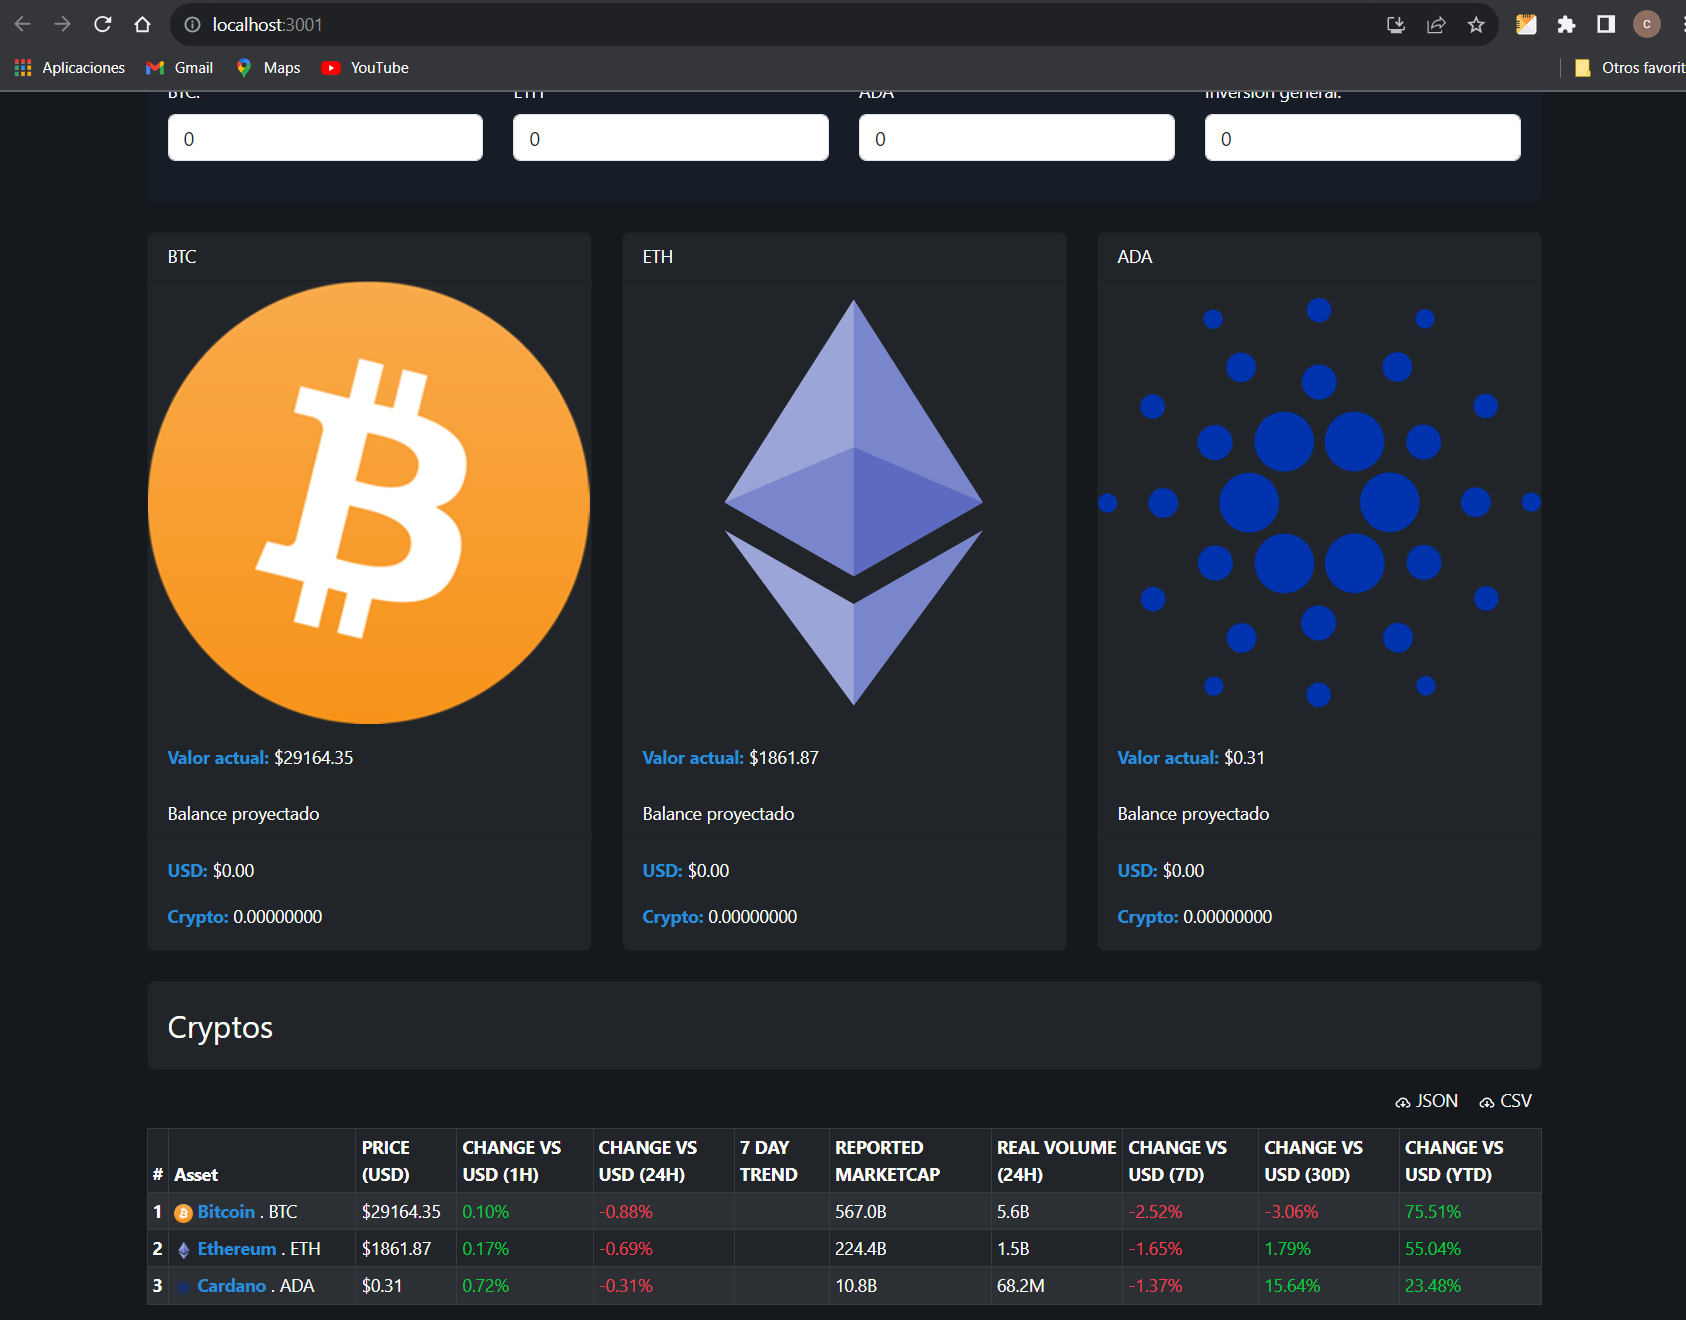 localhost:3001
C
Aplicaciones Gmail Maps YouTube Otros favorit
BTC: ETH ADA Inversión general:
0 0 0 0
BTC ETH ADA
Valor actual: $29164.35 Valor actual: $1861.87 Valor actual: $0.31
Balance proyectado Balance proyectado Balance proyectado
USD: $0.00 USD: $0.00 USD: $0.00
Crypto: 0.00000000 Crypto: 0.00000000 Crypto: 0.00000000
Cryptos
JSON CSV
# Asset PRICE (USD) CHANGE VS USD (1H) CHANGE VS USD (24H) 7 DAY TREND REPORTED MARKETCAP REAL VOLUME (24H) CHANGE VS USD (7D) CHANGE VS USD (30D) CHANGE VS USD (YTD)
1 Bitcoin . BTC $29164.35 0.10% -0.88% 567.0B 5.6B -2.52% -3.06% 75.51%
2 Ethereum . ETH $1861.87 0.17% -0.69% 224.4B 1.5B -1.65% 1.79% 55.04%
3 Cardano . ADA $0.31 0.72% -0.31% 10.8B 68.2M -1.37% 15.64% 23.48%